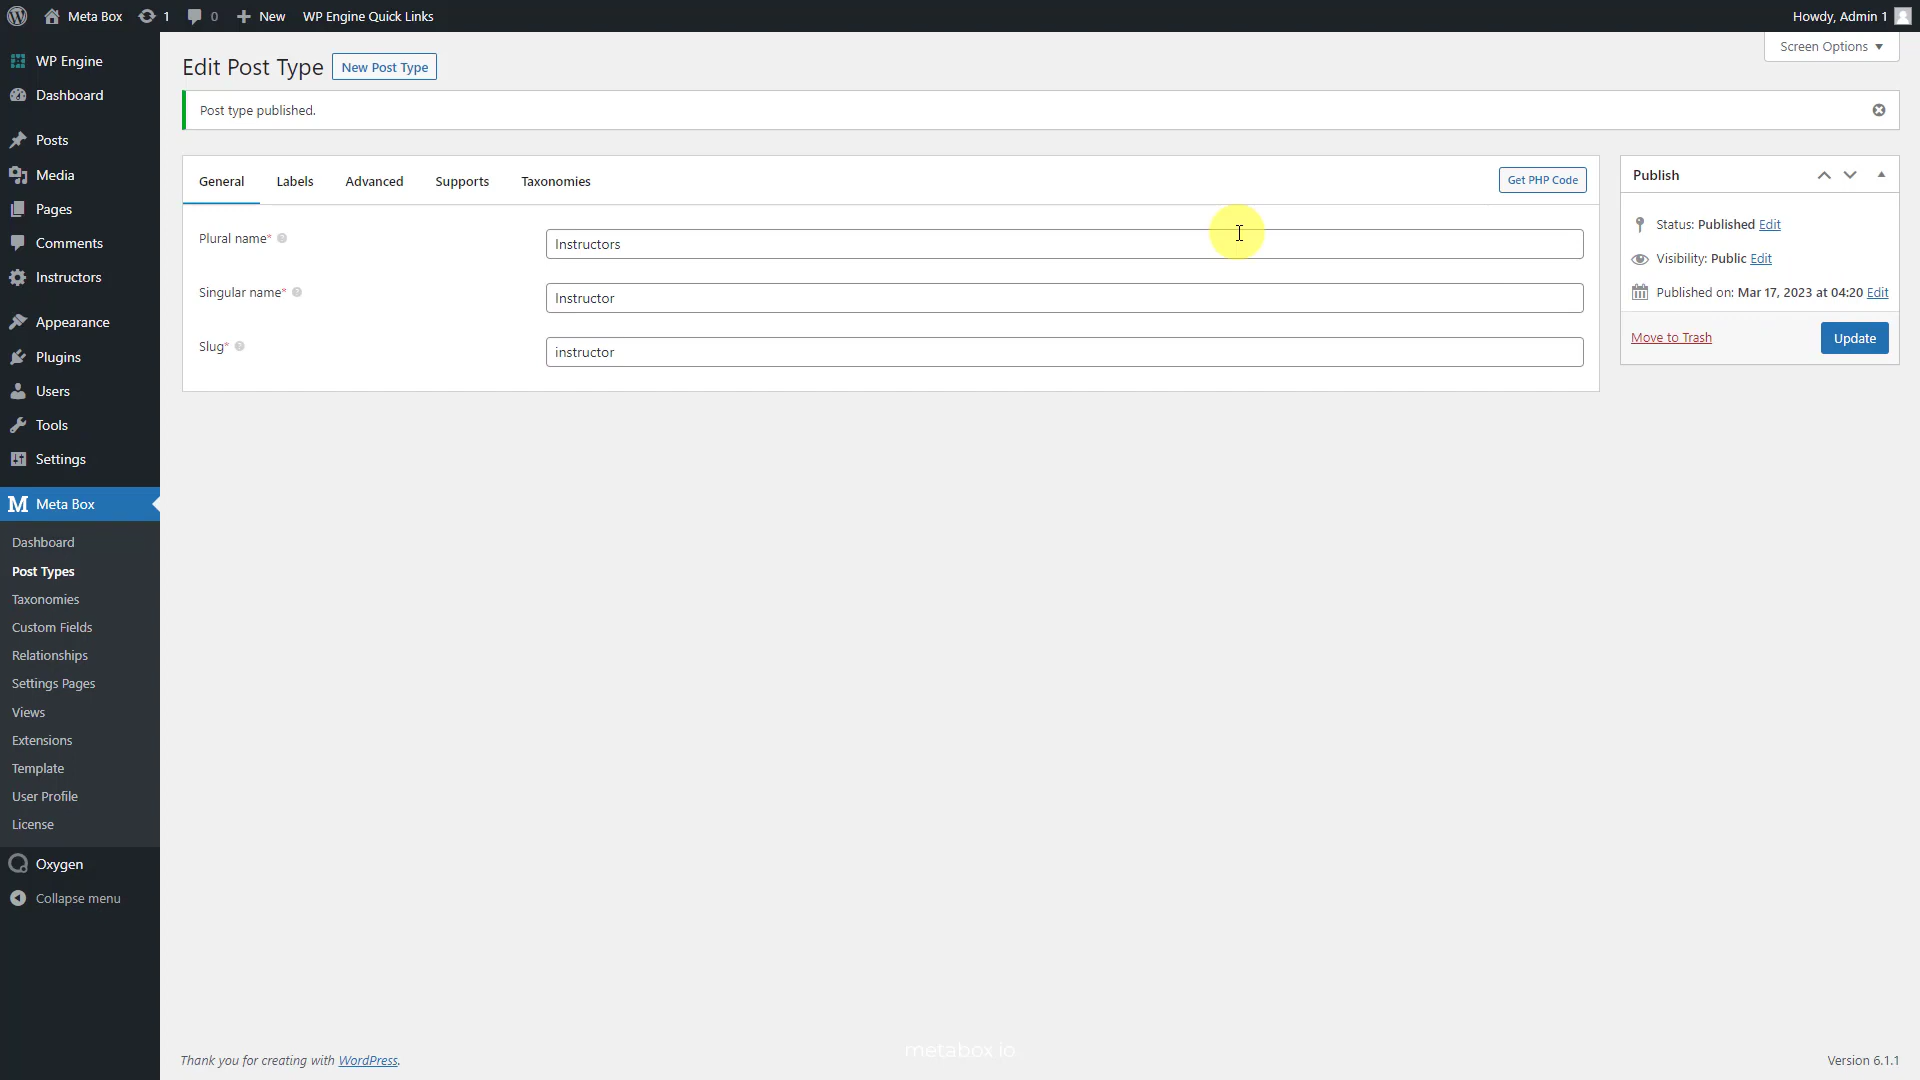 Meta Box 1 0 New WP Engine Quick Links Howdy, Admin 1
Screen Options
WP Engine
Dashboard
Posts
Media
Pages
Comments
Instructors
Appearance
Plugins
Users
Tools
Settings
M Meta Box
Dashboard
Post Types
Taxonomies
Custom Fields
Relationships
Settings Pages
Views
Extensions
Template
User Profile
License
Oxygen
Collapse menu
Edit Post Type New Post Type
Post type published.
General Labels Advanced Supports Taxonomies Get PHP Code
Plural name* Instructors
Singular name* Instructor
Slug* instructor
Publish
Status: Published Edit
Visibility: Public Edit
Published on: Mar 17, 2023 at 04:20 Edit
Move to Trash Update
metabox.io
Thank you for creating with WordPress. Version 6.1.1